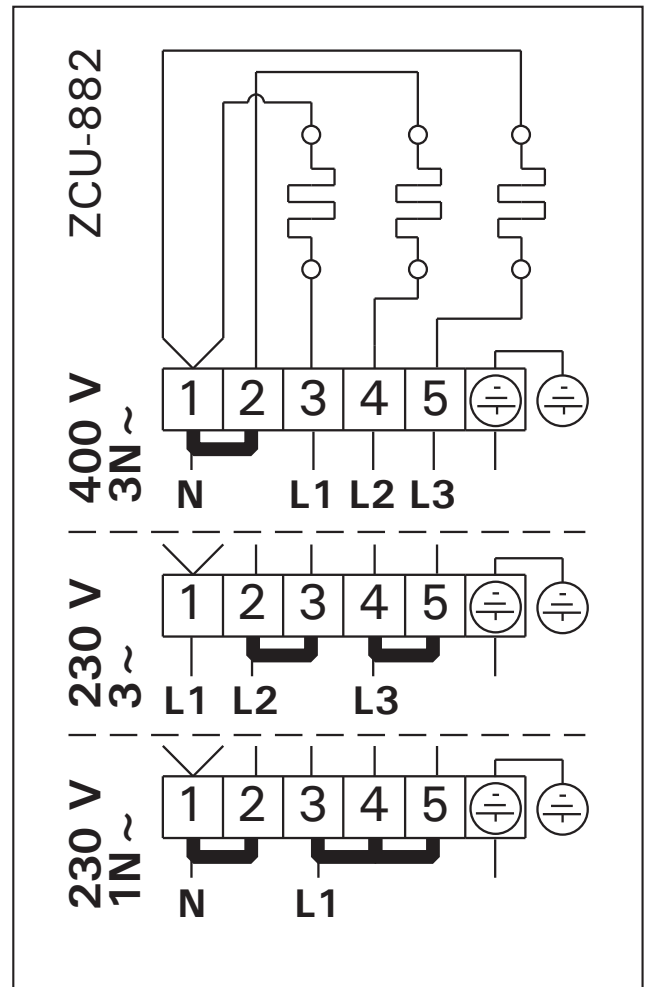 ZCU-882
400 V
3N ~
1 2 3 4 5
N L1 L2 L3
230 V
3 ~
1 2 3 4 5
L1 L2 L3
230 V
1N ~
1 2 3 4 5
N L1